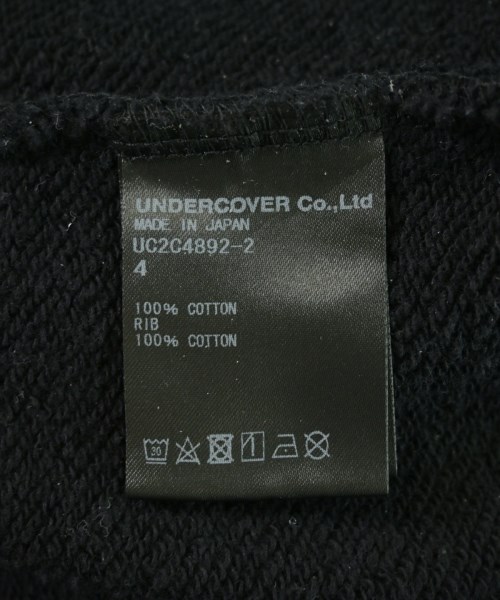 UNDERCOVER Co.,Ltd
MADE IN JAPAN
UC2C4892-2
4
100% COTTON
RIB
100% COTTON
30